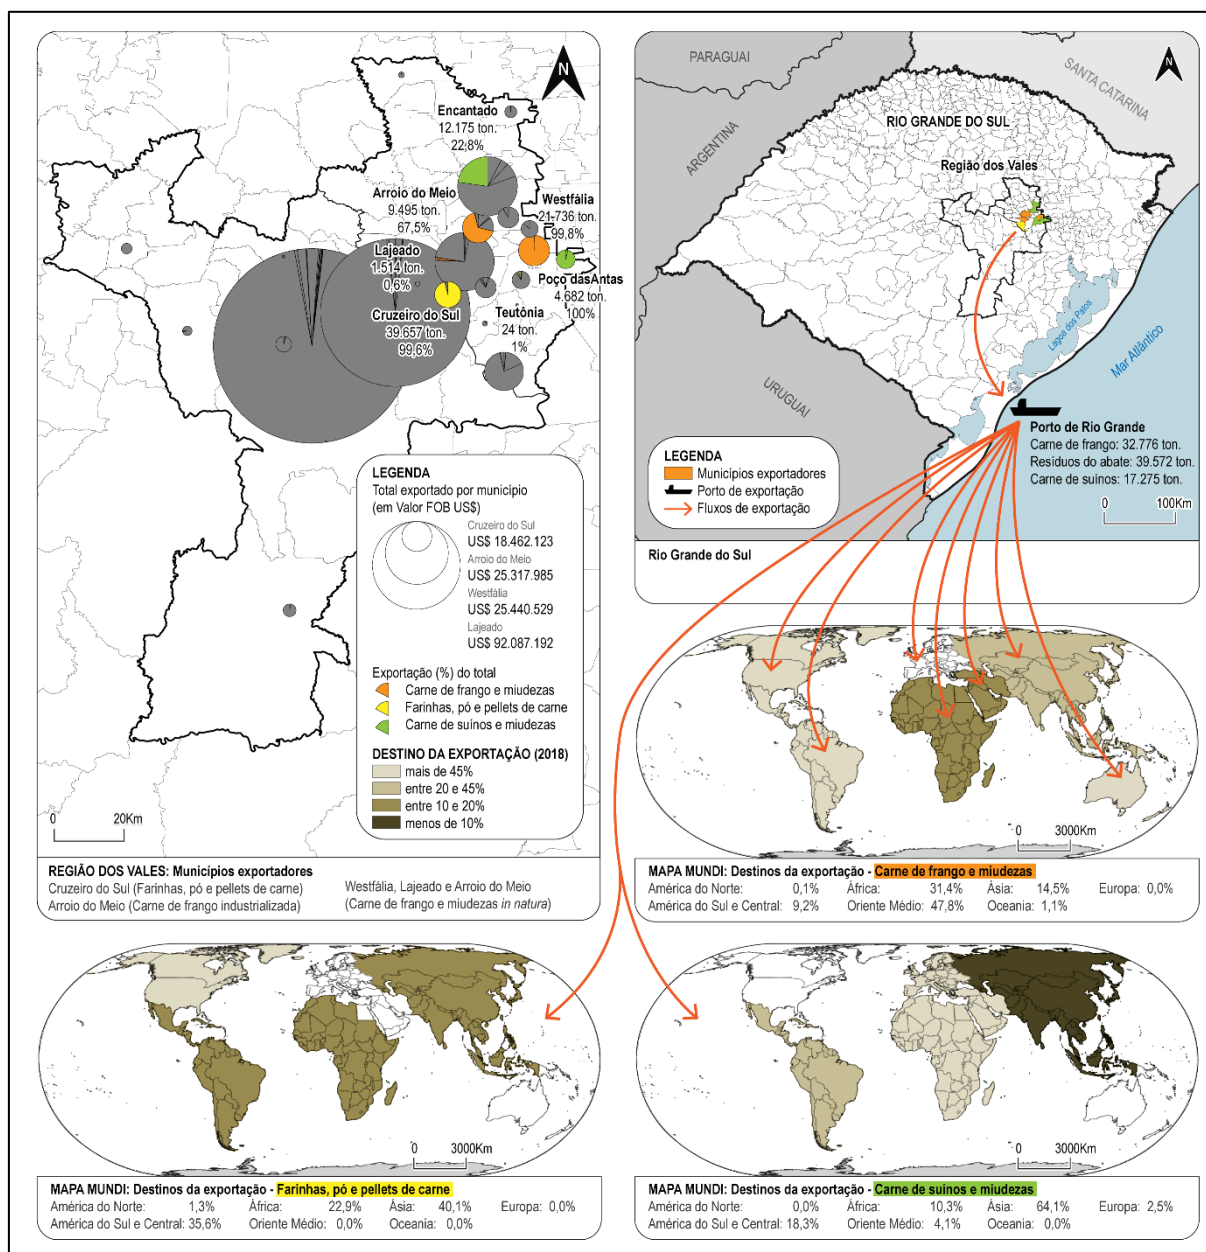 N
Encantado
12.175 ton.
22,8%
Arroio do Meio
9.495 ton.
67,5%
Westfália
21.736 ton.
99,8%
Lajeado
1.514 ton.
0,6%
Poço dasAntas
4.682 ton.
100%
Cruzeiro do Sul
39.657 ton.
99,6%
Teutônia
24 ton.
1%
LEGENDA
Total exportado por município
(em Valor FOB US$)
Cruzeiro do Sul
US$ 18.462.123
Arroio do Meio
US$ 25.317.985
Westfália
US$ 25.440.529
Lajeado
US$ 92.087.192
Exportação (%) do total
Carne de frango e miudezas
Farinhas, pó e pellets de carne
Carne de suínos e miudezas
DESTINO DA EXPORTAÇÃO (2018)
mais de 45%
entre 20 e 45%
entre 10 e 20%
menos de 10%
0 20Km
REGIÃO DOS VALES: Municípios exportadores
Cruzeiro do Sul (Farinhas, pó e pellets de carne)
Arroio do Meio (Carne de frango industrializada)
Westfália, Lajeado e Arroio do Meio
(Carne de frango e miudezas in natura)
N
PARAGUAI
SANTA CATARINA
ARGENTINA
RIO GRANDE DO SUL
Região dos Vales
Lagoa dos Patos
Mar Atlântico
URUGUAI
Porto de Rio Grande
Carne de frango: 32.776 ton.
Resíduos do abate: 39.572 ton.
Carne de suinos: 17.275 ton.
LEGENDA
Municípios exportadores
Porto de exportação
Fluxos de exportação
0 100Km
Rio Grande do Sul
0 3000Km
MAPA MUNDI: Destinos da exportação - Carne de frango e miudezas
América do Norte: 0,1% África: 31,4% Ásia: 14,5% Europa: 0,0%
América do Sul e Central: 9,2% Oriente Médio: 47,8% Oceania: 1,1%
0 3000Km
MAPA MUNDI: Destinos da exportação - Farinhas, pó e pellets de carne
América do Norte: 1,3% África: 22,9% Ásia: 40,1% Europa: 0,0%
América do Sul e Central: 35,6% Oriente Médio: 0,0% Oceania: 0,0%
0 3000Km
MAPA MUNDI: Destinos da exportação - Carne de suínos e miudezas
América do Norte: 0,0% África: 10,3% Ásia: 64,1% Europa: 2,5%
América do Sul e Central: 18,3% Oriente Médio: 4,1% Oceania: 0,0%